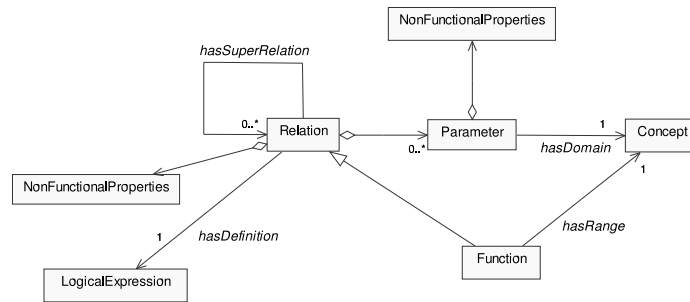 NonFunctionalProperties
hasSuperRelation
0..*
Relation
Parameter
1
Concept
0..*
hasDomain
1
NonFunctionalProperties
hasDefinition
hasRange
1
Function
LogicalExpression